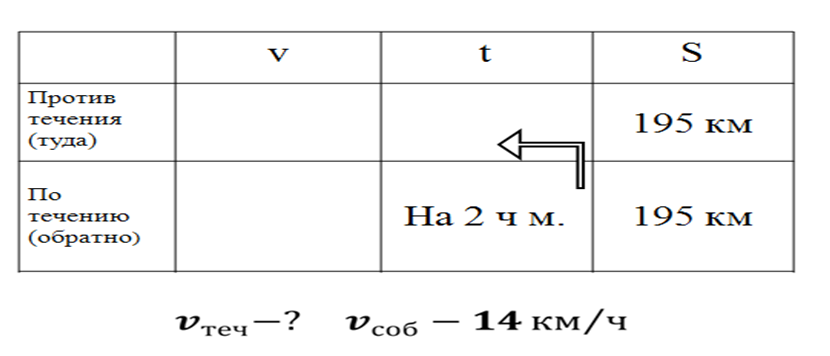 v t S
Против
течения
(туда)
195 км
По
течению
(обратно)
На 2 ч м.
195 км
𝒗теч−? 𝒗соб − 14 км/ч